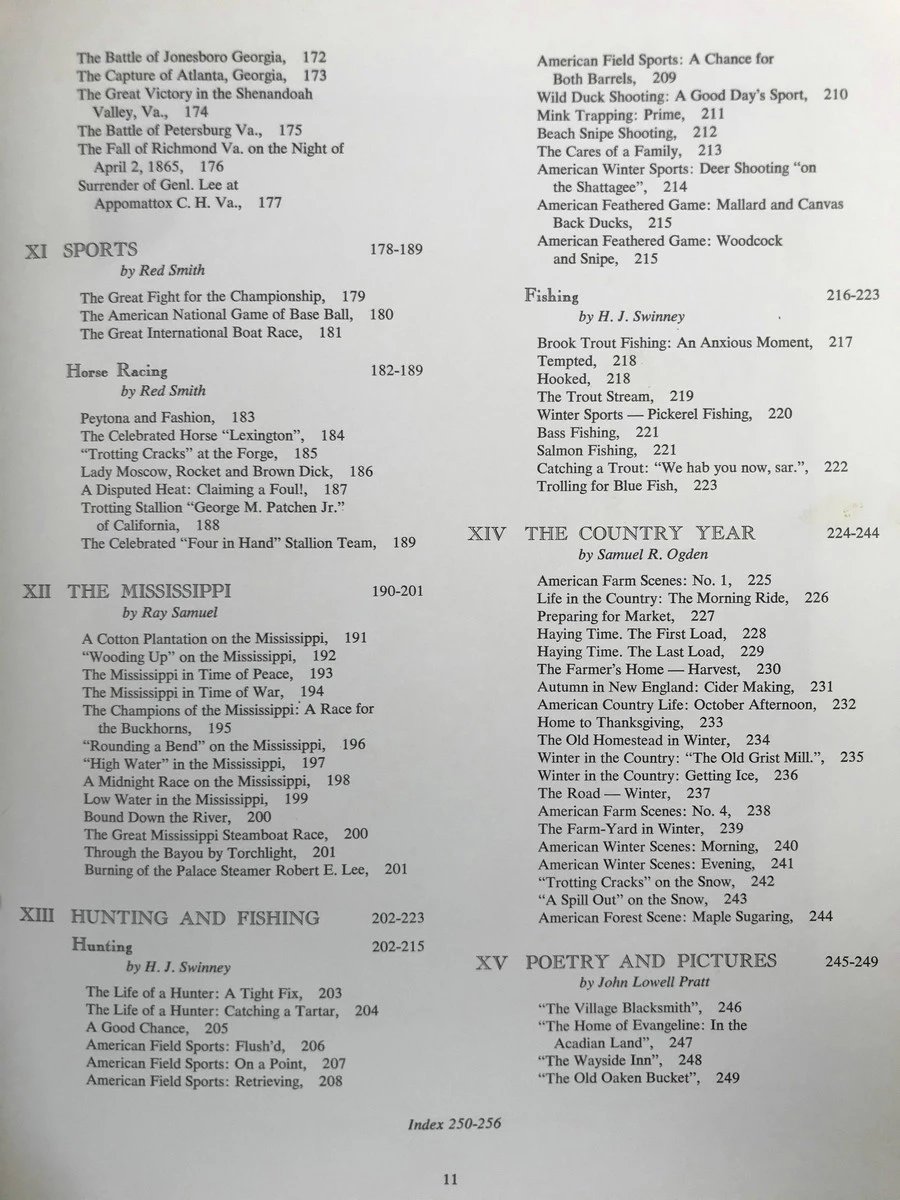 The Battle of Jonesboro Georgia, 172
The Capture of Atlanta, Georgia, 173
The Great Victory in the Shenandoah
Valley, Va., 174
The Battle of Petersburg Va., 175
The Fall of Richmond Va. on the Night of
April 2, 1865, 176
Surrender of Genl. Lee at
Appomattox C. H. Va., 177
XI SPORTS 178-189
by Red Smith
The Great Fight for the Championship, 179
The American National Game of Base Ball, 180
The Great International Boat Race, 181
Horse Racing 182-189
by Red Smith
Peytona and Fashion, 183
The Celebrated Horse “Lexington”, 184
“Trotting Cracks” at the Forge, 185
Lady Moscow, Rocket and Brown Dick, 186
A Disputed Heat: Claiming a Foul!, 187
Trotting Stallion “George M. Patchen Jr.”
of California, 188
The Celebrated “Four in Hand” Stallion Team, 189
XII THE MISSISSIPPI 190-201
by Ray Samuel
A Cotton Plantation on the Mississippi, 191
“Wooding Up” on the Mississippi, 192
The Mississippi in Time of Peace, 193
The Mississippi in Time of War, 194
The Champions of the Mississippi: A Race for
the Buckhorns, 195
“Rounding a Bend” on the Mississippi, 196
“High Water” in the Mississippi, 197
A Midnight Race on the Mississippi, 198
Low Water in the Mississippi, 199
Bound Down the River, 200
The Great Mississippi Steamboat Race, 200
Through the Bayou by Torchlight, 201
Burning of the Palace Steamer Robert E. Lee, 201
XIII HUNTING AND FISHING 202-223
Hunting 202-215
by H. J. Swinney
The Life of a Hunter: A Tight Fix, 203
The Life of a Hunter: Catching a Tartar, 204
A Good Chance, 205
American Field Sports: Flush’d, 206
American Field Sports: On a Point, 207
American Field Sports: Retrieving, 208
American Field Sports: A Chance for
Both Barrels, 209
Wild Duck Shooting: A Good Day’s Sport, 210
Mink Trapping: Prime, 211
Beach Snipe Shooting, 212
The Cares of a Family, 213
American Winter Sports: Deer Shooting “on
the Shattagee”, 214
American Feathered Game: Mallard and Canvas
Back Ducks, 215
American Feathered Game: Woodcock
and Snipe, 215
Fishing 216-223
by H. J. Swinney
Brook Trout Fishing: An Anxious Moment, 217
Tempted, 218
Hooked, 218
The Trout Stream, 219
Winter Sports — Pickerel Fishing, 220
Bass Fishing, 221
Salmon Fishing, 221
Catching a Trout: “We hab you now, sar.”, 222
Trolling for Blue Fish, 223
XIV THE COUNTRY YEAR 224-244
by Samuel R. Ogden
American Farm Scenes: No. 1, 225
Life in the Country: The Morning Ride, 226
Preparing for Market, 227
Haying Time. The First Load, 228
Haying Time. The Last Load, 229
The Farmer’s Home — Harvest, 230
Autumn in New England: Cider Making, 231
American Country Life: October Afternoon, 232
Home to Thanksgiving, 233
The Old Homestead in Winter, 234
Winter in the Country: “The Old Grist Mill.”, 235
Winter in the Country: Getting Ice, 236
The Road — Winter, 237
American Farm Scenes: No. 4, 238
The Farm-Yard in Winter, 239
American Winter Scenes: Morning, 240
American Winter Scenes: Evening, 241
“Trotting Cracks” on the Snow, 242
“A Spill Out” on the Snow, 243
American Forest Scene: Maple Sugaring, 244
XV POETRY AND PICTURES 245-249
by John Lowell Pratt
“The Village Blacksmith”, 246
“The Home of Evangeline: In the
Acadian Land”, 247
“The Wayside Inn”, 248
“The Old Oaken Bucket”, 249
Index 250-256
11